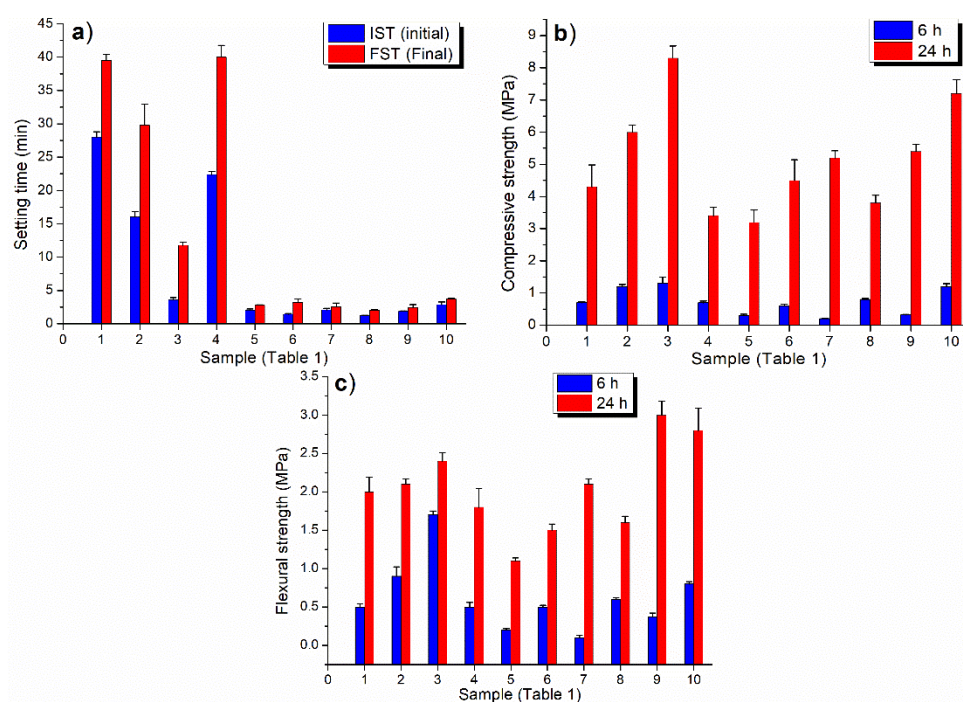 a)
IST (initial)
FST (Final)
Setting time (min)
45
40
35
30
25
20
15
10
5
0
0 1 2 3 4 5 6 7 8 9 10
Sample (Table 1)
b)
6 h
24 h
Compressive strength (MPa)
9
8
7
6
5
4
3
2
1
0
0 1 2 3 4 5 6 7 8 9 10
Sample (Table 1)
c)
6 h
24 h
Flexural strength (MPa)
3.5
3.0
2.5
2.0
1.5
1.0
0.5
0.0
0 1 2 3 4 5 6 7 8 9 10
Sample (Table 1)